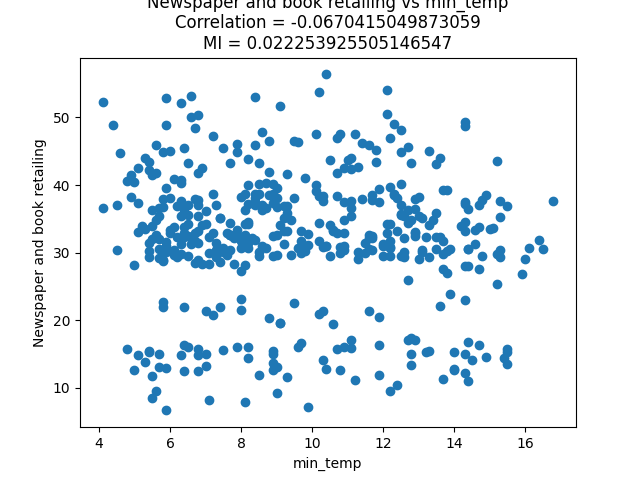 Newspaper and book retailing vs min_temp
Correlation = -0.0670415049873059
MI = 0.022253925505146547
50
40
30
20
10
Newspaper and book retailing
4 6 8 10 12 14 16
min_temp